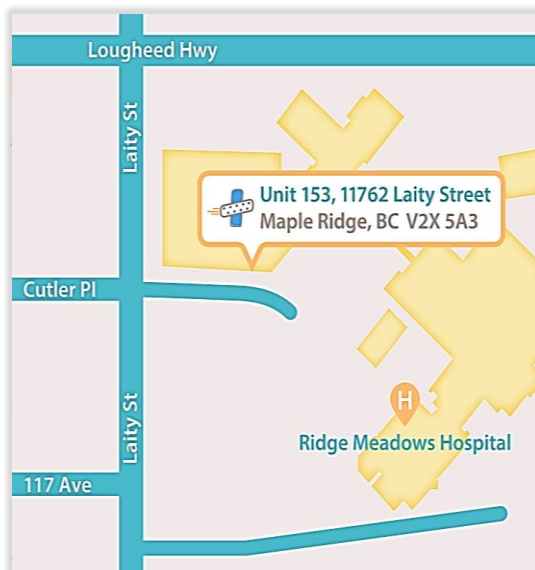 Lougheed Hwy
Laity St
Unit 153, 11762 Laity Street
Maple Ridge, BC V2X 5A3
Cutler Pl
Laity St
H
Ridge Meadows Hospital
117 Ave